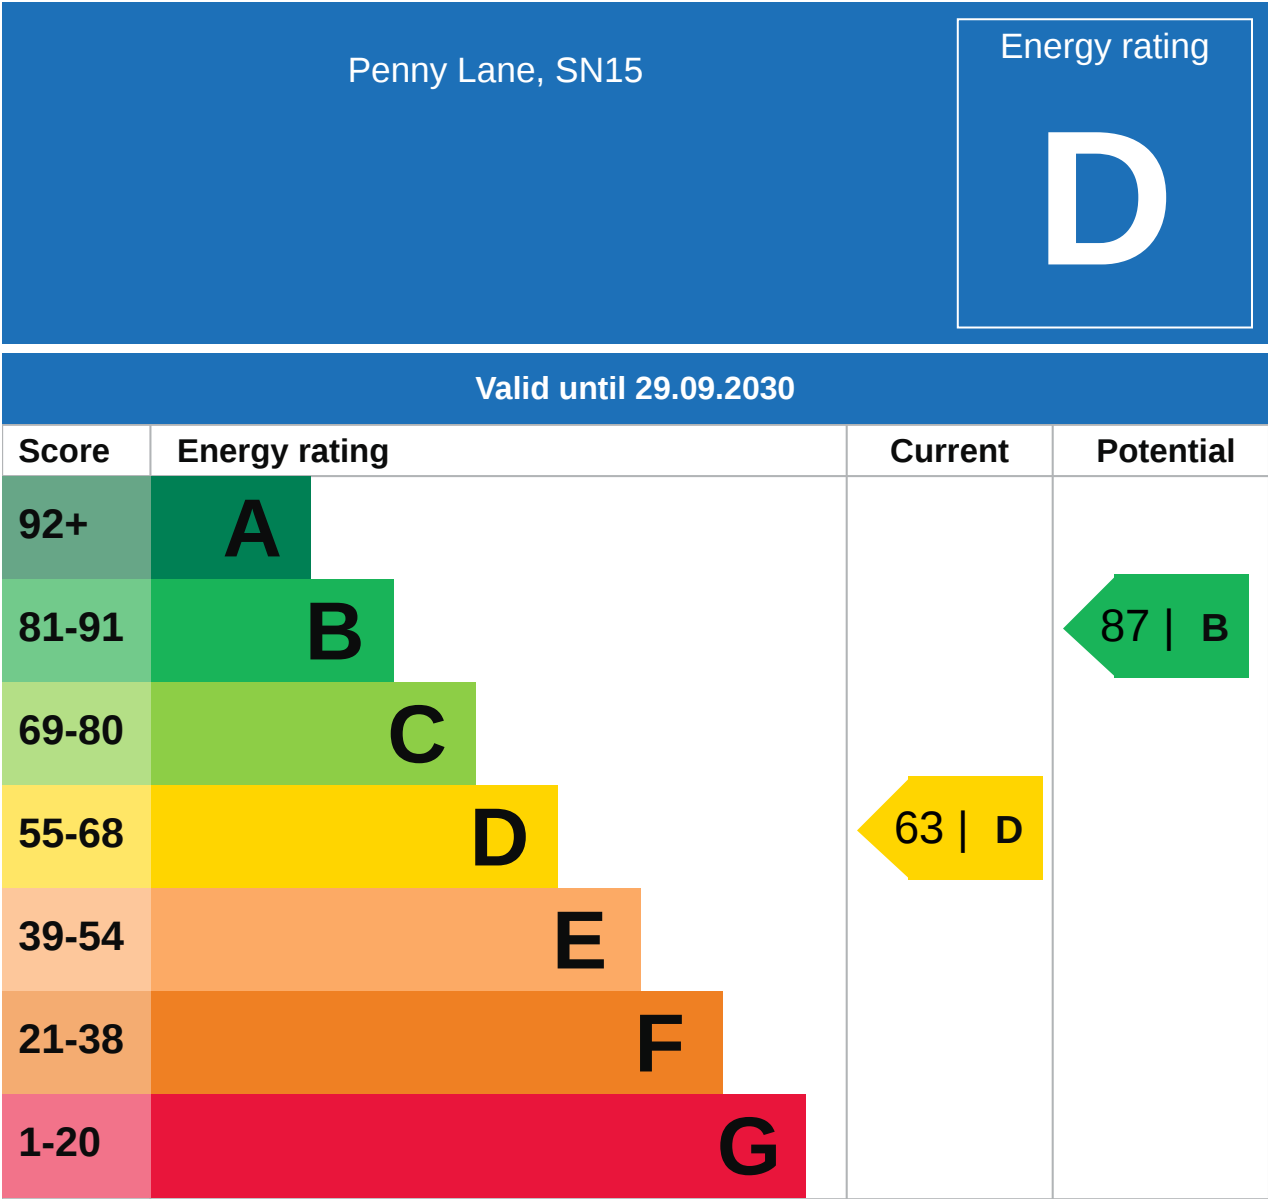 Penny Lane, SN15
Energy rating
D
Valid until 29.09.2030
Score Energy rating Current Potential
92+ A
81-91 B 87 | B
69-80 C
55-68 D 63 | D
39-54 E
21-38 F
1-20 G